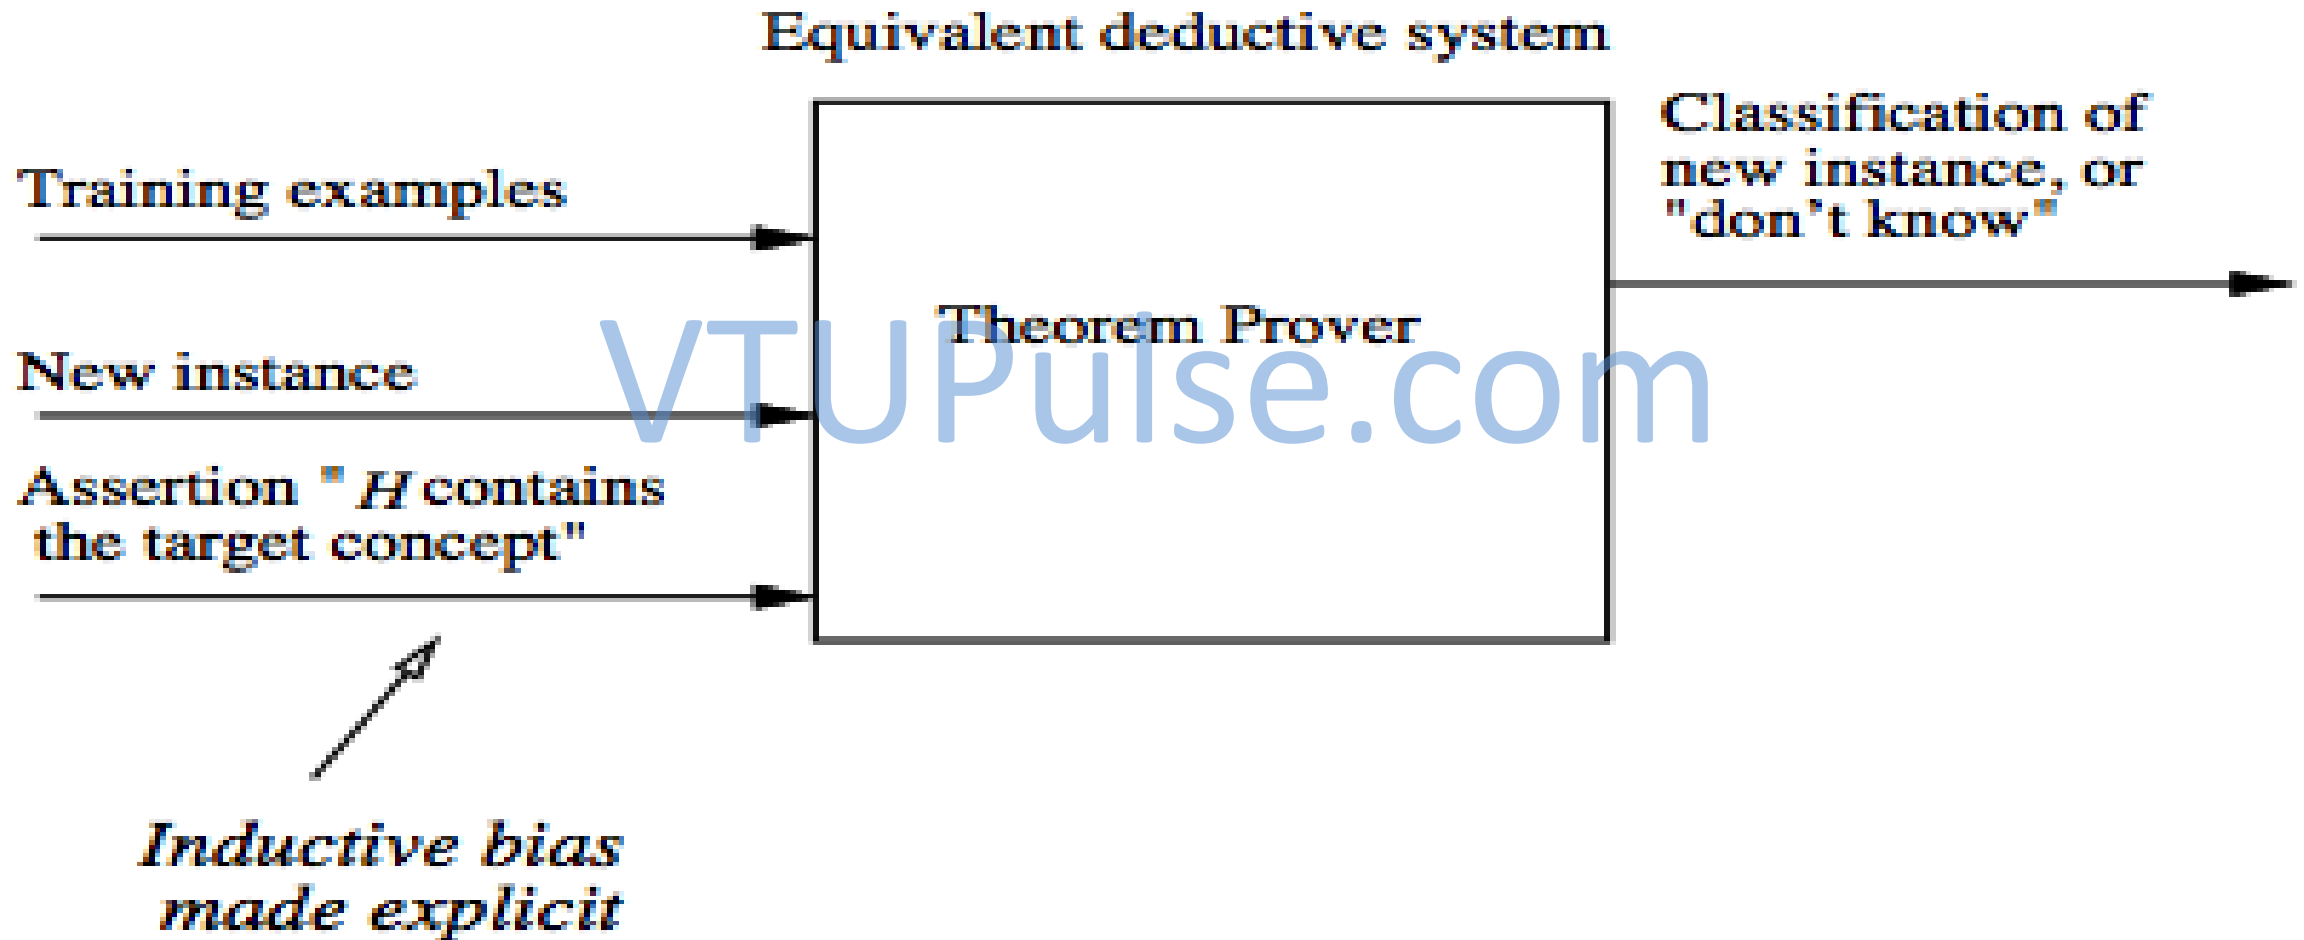 Equivalent deductive system
Classification of
new instance, or
"don't know"
Training examples
Theorem Prover
VTUPulse.com
New instance
Assertion " H contains
the target concept"
Inductive bias
made explicit